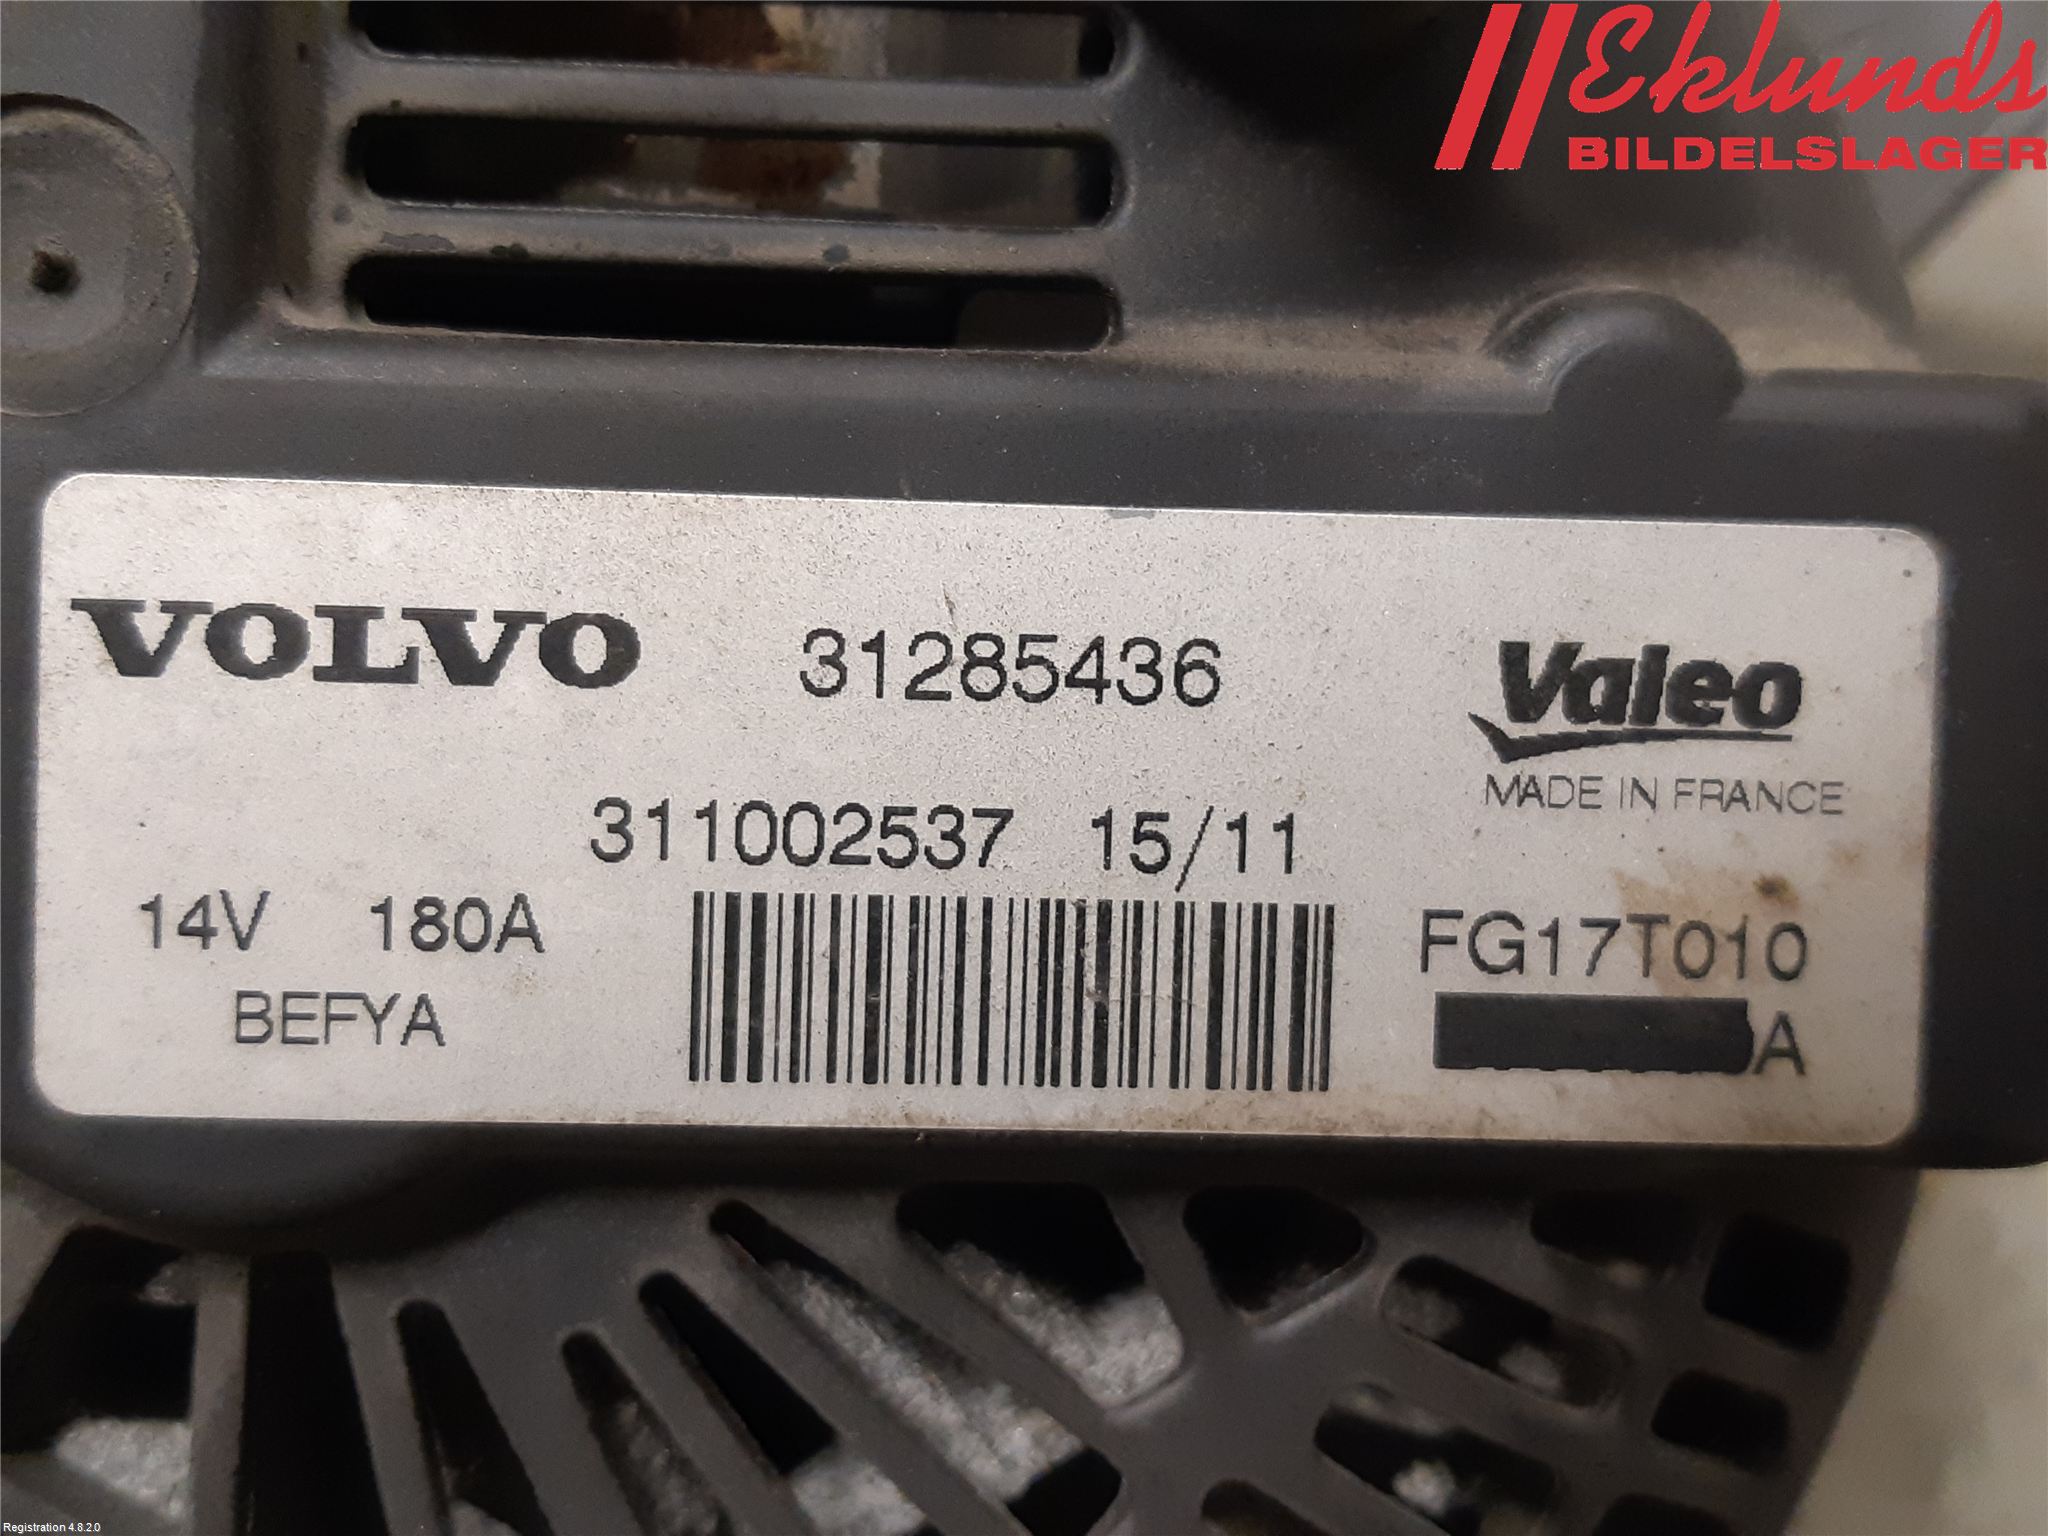 Eklunds
BILDELSLAGER
VOLVO 31285436 Valeo
MADE IN FRANCE
311002537 15/11
14V 180A FG17T010
BEFYA A
Registration 4.8.2.0